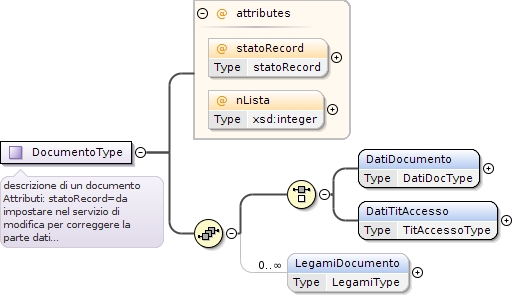 @ attributes
@ statoRecord
Type statoRecord
@ nLista
Type xsd:integer
DocumentoType
descrizione di un documento
Attributi: statoRecord=da
impostare nel servizio di
modifica per correggere la
parte dati...
DatiDocumento
Type DatiDocType
DatiTitAccesso
Type TitAccessoType
0..∞
LegamiDocumento
Type LegamiType